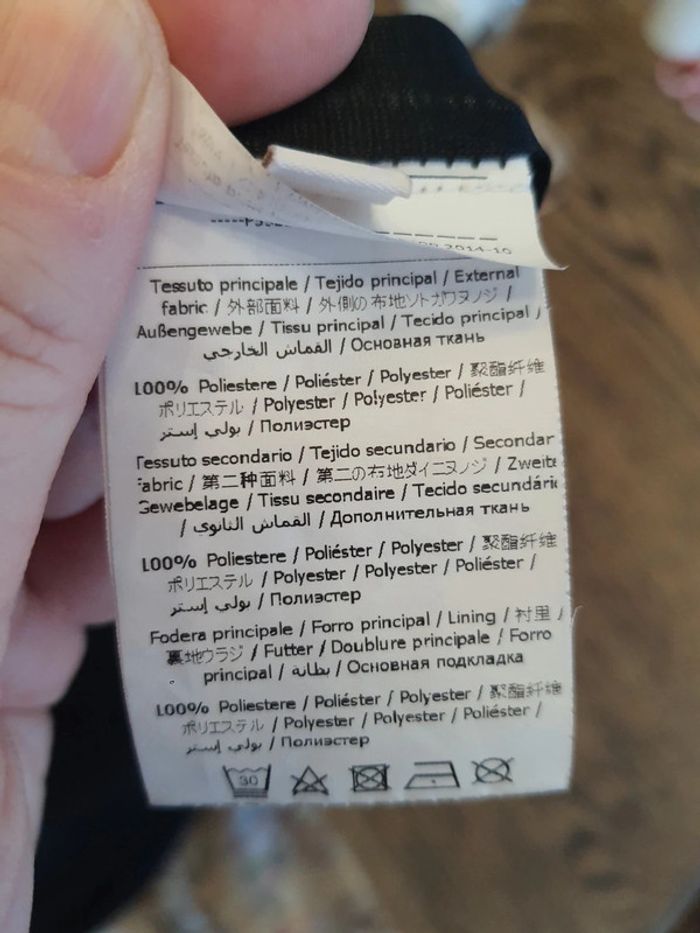 2014-10
Tessuto principale / Tejido principal / External
fabric / 外部面料 / 外側の布地ソトガワヌノジ /
Außengewebe / Tissu principal / Tecido principal /
القماش الخارجي / Основная ткань
100% Poliestere / Poliéster / Polyester / 聚酯纤维
ポリエステル / Polyester / Polyester / Poliéster /
بولي إستر / Полиэстер
Tessuto secondario / Tejido secundario / Secondar
fabric / 第二种面料 / 第二の布地ダイニヌノジ / Zweite
Gewebelage / Tissu secondaire / Tecido secundári
/ القماش الثانوي / Дополнительная ткань
100% Poliestere / Poliéster / Polyester / 聚酯纤维
ポリエステル / Polyester / Polyester / Poliéster /
بولي إستر / Полиэстер
Fodera principale / Forro principal / Lining / 衬里 /
裏地ウラジ / Futter / Doublure principale / Forro
principal / بطانة / Основная подкладка
100% Poliestere / Poliéster / Polyester / 聚酯纤维
ポリエステル / Polyester / Polyester / Poliéster /
بولي إستر / Полиэстер
30